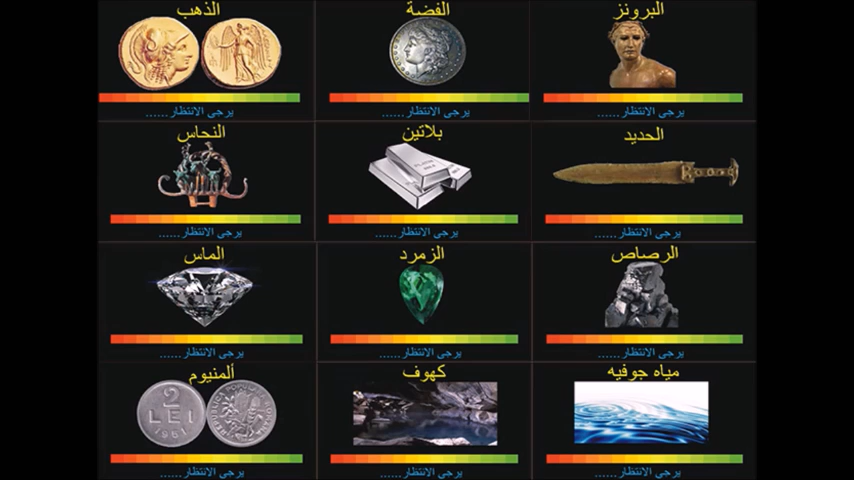 البرونز
الفضة
الذهب
يرجى الانتظار......
يرجى الانتظار......
يرجى الانتظار......
الحديد
بلاتين
النحاس
يرجى الانتظار......
يرجى الانتظار......
يرجى الانتظار......
الرصاص
الزمرد
الماس
يرجى الانتظار......
يرجى الانتظار......
يرجى الانتظار......
مياه جوفيه
كهوف
ألمنيوم
2
LEI
1951
يرجى الانتظار......
يرجى الانتظار......
يرجى الانتظار......